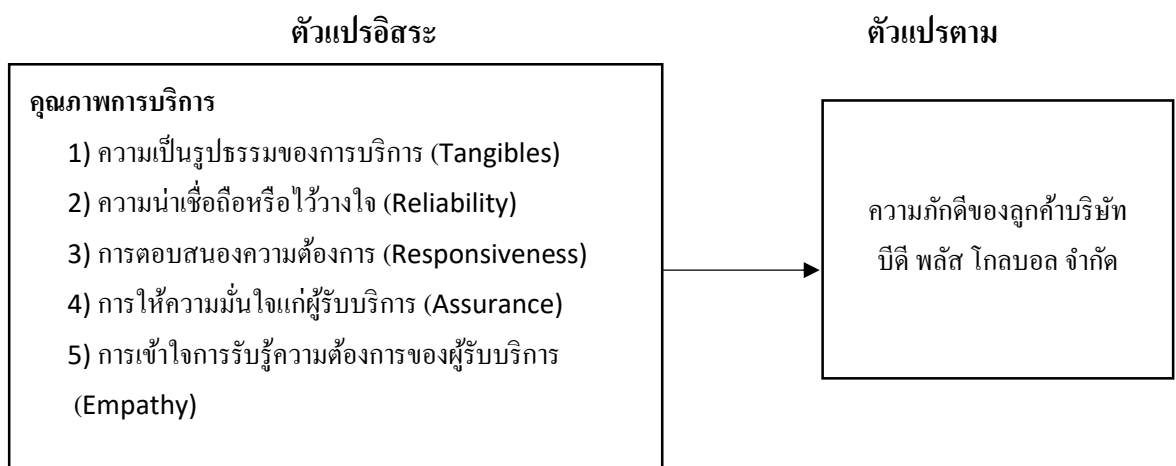 ตัวแปรอิสระ
ตัวแปรตาม
คุณภาพการบริการ
1) ความเป็นรูปธรรมของการบริการ (Tangibles)
2) ความน่าเชื่อถือหรือไว้วางใจ (Reliability)
3) การตอบสนองความต้องการ (Responsiveness)
4) การให้ความมั่นใจแก่ผู้รับบริการ (Assurance)
5) การเข้าใจการรับรู้ความต้องการของผู้รับบริการ
(Empathy)
ความภักดีของลูกค้าบริษัท
บีดี พลัส โกลบอล จำกัด